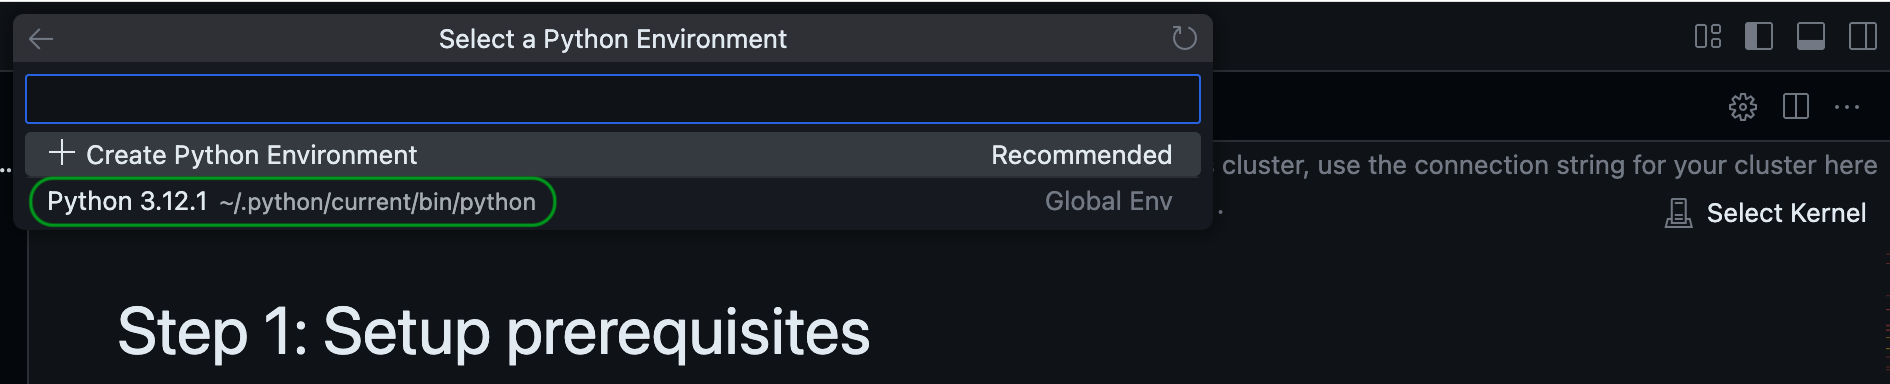 Select a Python Environment
Create Python Environment Recommended
cluster, use the connection string for your cluster here
Python 3.12.1 ~/.python/current/bin/python Global Env
Select Kernel
Step 1: Setup prerequisites